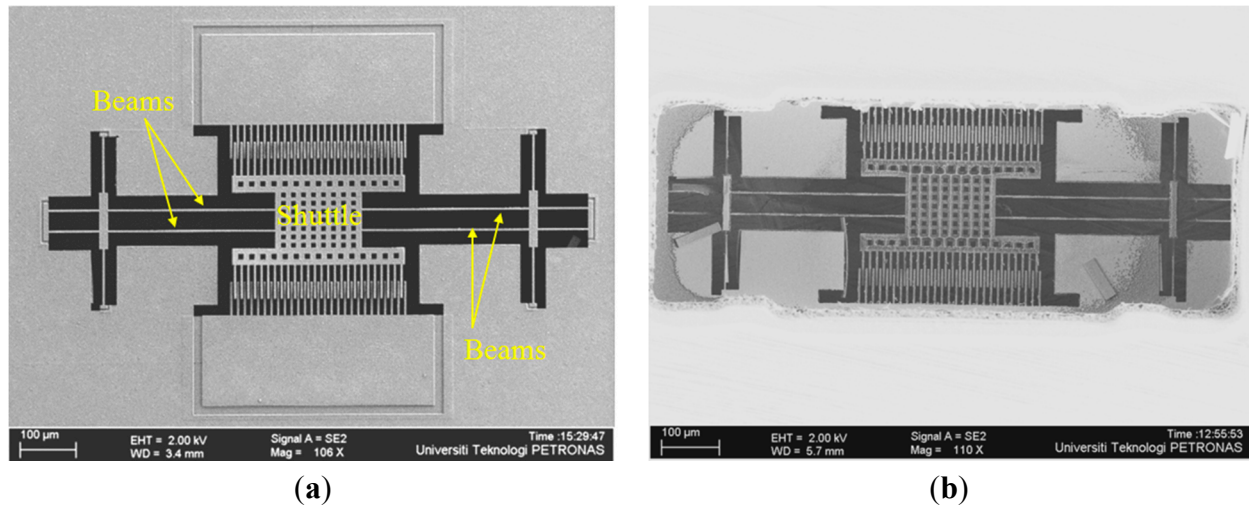 Beams
Shuttle
Beams
100 µm
EHT = 2.00 kV
WD = 3.4 mm
Signal A = SE2
Mag = 106 X
Time :15:29:47
Universiti Teknologi PETRONAS
100 µm
EHT = 2.00 kV
WD = 5.7 mm
Signal A = SE2
Mag = 110 X
Time :12:55:53
Universiti Teknologi PETRONAS
(a)
(b)